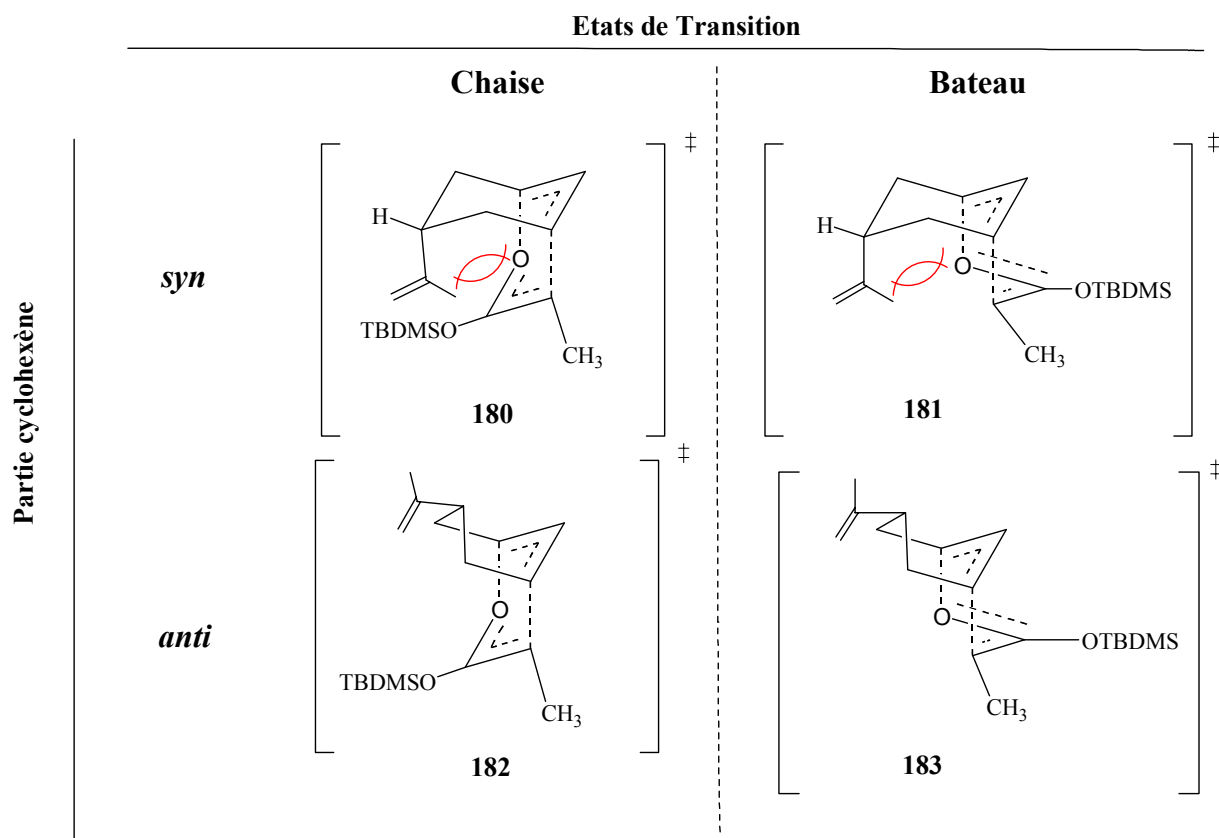 Etats de Transition
Chaise
Bateau
Partie cyclohexène
syn
‡
H
O
TBDMSO
CH3
180
‡
H
O
OTBDMS
CH3
181
anti
‡
O
TBDMSO
CH3
182
‡
O
OTBDMS
CH3
183